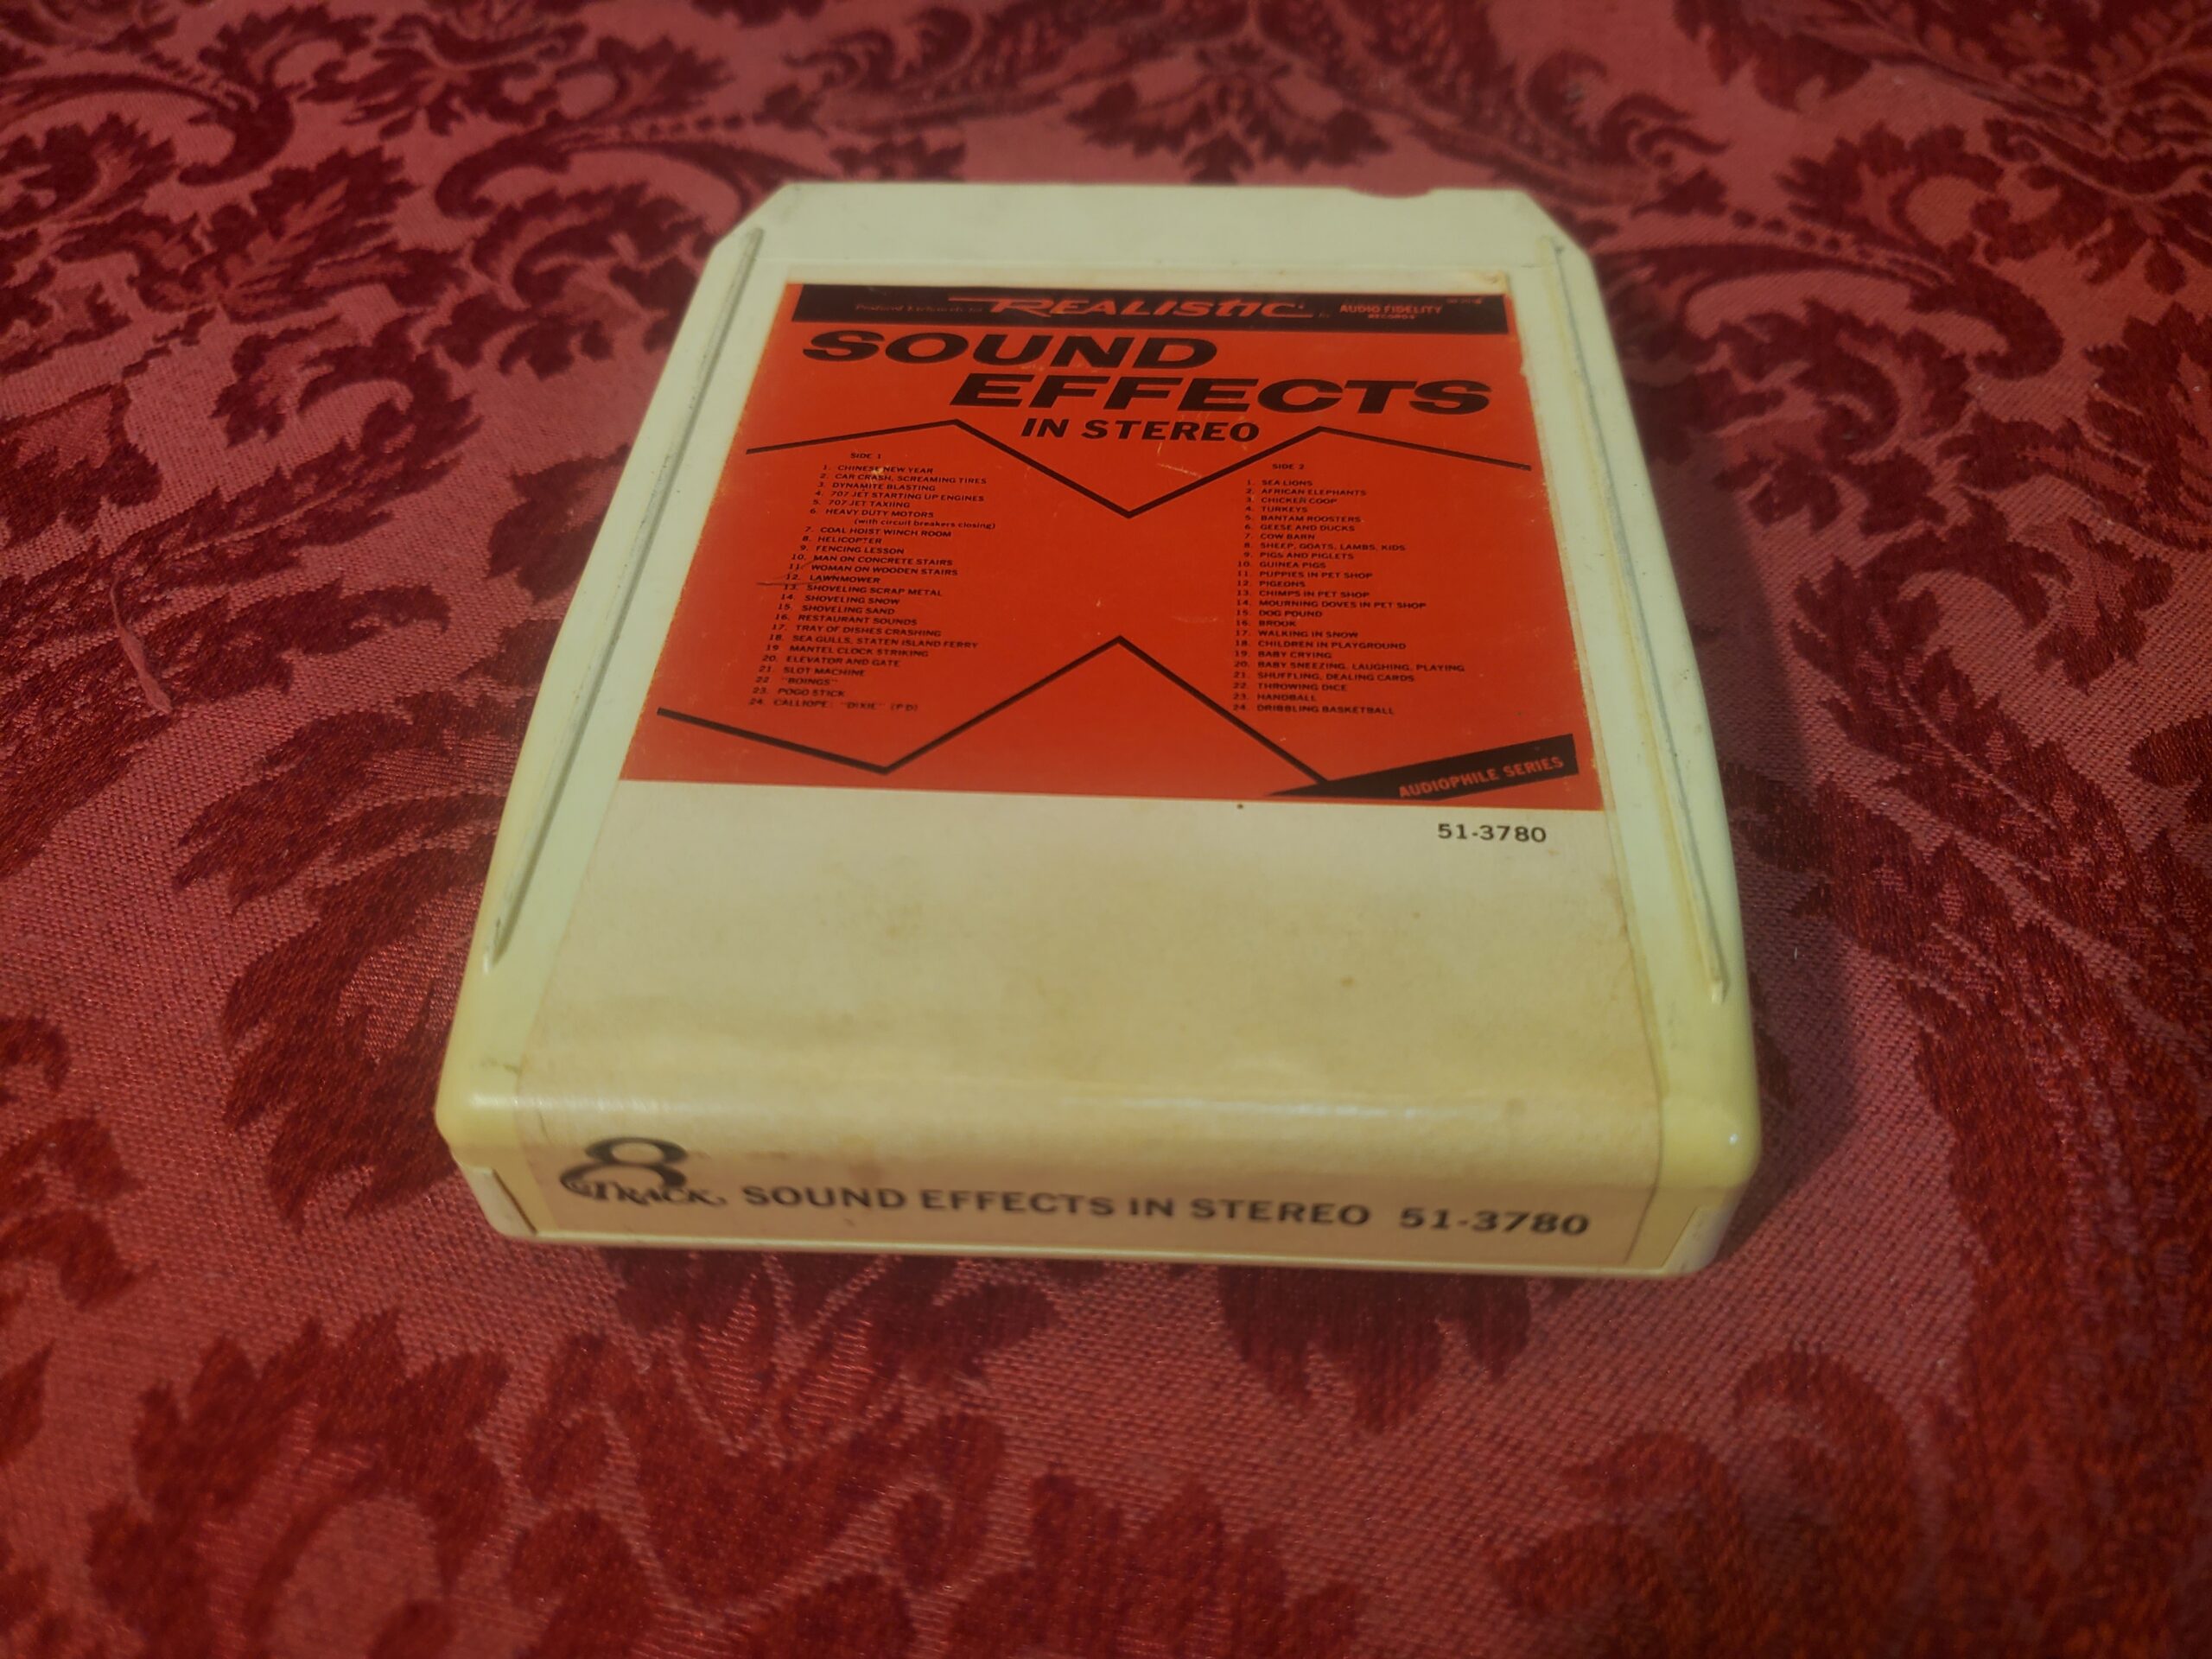 Produced Exclusively for REALISTIC by AUDIO FIDELITY
RECORDS
SOUND
EFFECTS
IN STEREO
SIDE 1
1. CHINESE NEW YEAR
2. CAR CRASH, SCREAMING TIRES
3. DYNAMITE BLASTING
4. 707 JET STARTING UP ENGINES
5. 707 JET TAXIING
6. HEAVY DUTY MOTORS
(with circuit breakers closing)
7. COAL HOIST WINCH ROOM
8. HELICOPTER
9. FENCING LESSON
10. MAN ON CONCRETE STAIRS
11. WOMAN ON WOODEN STAIRS
12. LAWNMOWER
13. SHOVELING SCRAP METAL
14. SHOVELING SNOW
15. SHOVELING SAND
16. RESTAURANT SOUNDS
17. TRAY OF DISHES CRASHING
18. SEA GULLS, STATEN ISLAND FERRY
19. MANTEL CLOCK STRIKING
20. ELEVATOR AND GATE
21. SLOT MACHINE
22. "BOINGS"
23. POGO STICK
24. CALLIOPE: "DIXIE" (P.D)
SIDE 2
1. SEA LIONS
2. AFRICAN ELEPHANTS
3. CHICKEN COOP
4. TURKEYS
5. BANTAM ROOSTERS
6. GEESE AND DUCKS
7. COW BARN
8. SHEEP, GOATS, LAMBS, KIDS
9. PIGS AND PIGLETS
10. GUINEA PIGS
11. PUPPIES IN PET SHOP
12. PIGEONS
13. CHIMPS IN PET SHOP
14. MOURNING DOVES IN PET SHOP
15. DOG POUND
16. BROOK
17. WALKING IN SNOW
18. CHILDREN IN PLAYGROUND
19. BABY CRYING
20. BABY SNEEZING, LAUGHING, PLAYING
21. SHUFFLING, DEALING CARDS
22. THROWING DICE
23. HANDBALL
24. DRIBBLING BASKETBALL
AUDIOPHILE SERIES
51-3780
8 TRACK SOUND EFFECTS IN STEREO 51-3780